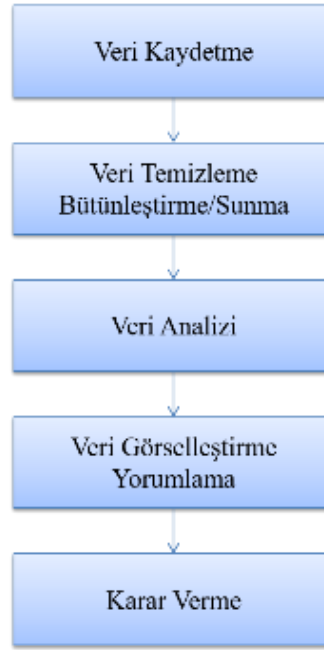 Veri Kaydetme
Veri Temizleme
Bütünleştirme/Sunma
Veri Analizi
Veri Görselleştirme
Yorumlama
Karar Verme